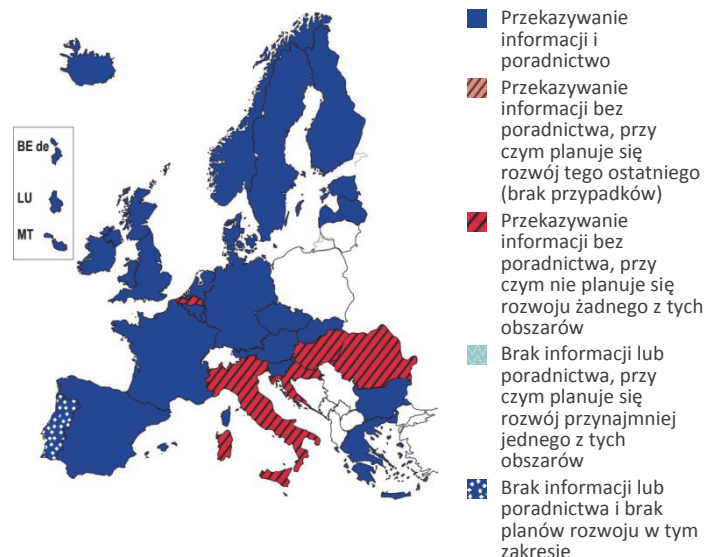 BE de
LU
MT
Przekazywanie
informacji i
poradnictwo
Przekazywanie
informacji bez
poradnictwa, przy
czym planuje się
rozwój tego ostatniego
(brak przypadków)
Przekazywanie
informacji bez
poradnictwa, przy
czym nie planuje się
rozwoju żadnego z tych
obszarów
Brak informacji lub
poradnictwa, przy
czym planuje się
rozwój przynajmniej
jednego z tych
obszarów
Brak informacji lub
poradnictwa i brak
planów rozwoju w tym
zakresie